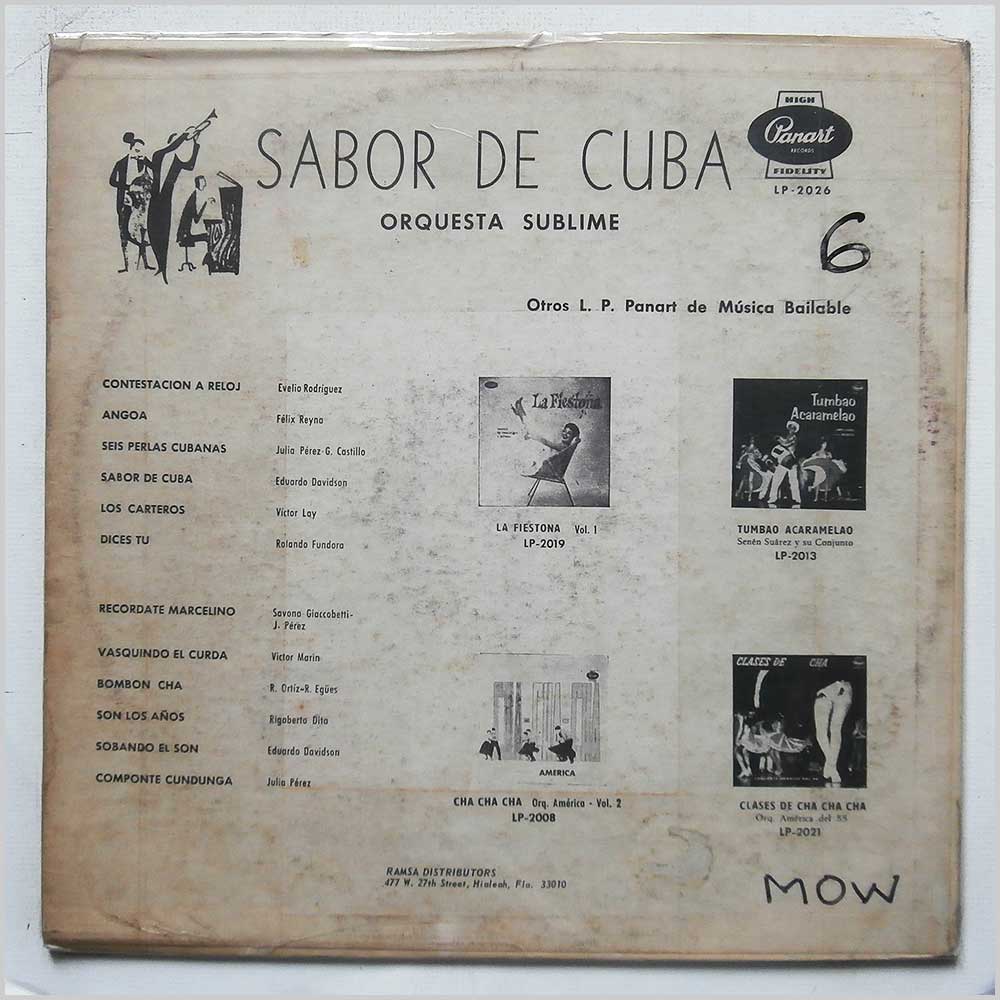 SABOR DE CUBA
ORQUESTA SUBLIME
HIGH
Panart
RECORDS
FIDELITY
LP-2026
6
Otros L. P. Panart de Música Bailable
CONTESTACION A RELOJ Evelio Rodríguez
ANGOA Félix Reyna
SEIS PERLAS CUBANAS Julia Pérez-G. Castillo
SABOR DE CUBA Eduardo Davidson
LOS CARTEROS Víctor Lay
DICES TU Rolando Fundora
RECORDATE MARCELINO Savona Giaccobetti-
J. Pérez
VASQUINDO EL CURDA Víctor Marin
BOMBON CHA R. Ortíz-R. Egües
SON LOS AÑOS Rigoberto Dita
SOBANDO EL SON Eduardo Davidson
COMPONTE CUNDUNGA Julia Pérez
La Fiestona
LA FIESTONA Vol. 1
LP-2019
Tumbao
Acaramelao
TUMBAO ACARAMELAO
Senén Suárez y su Conjunto
LP-2013
AMERICA
CHA CHA CHA Orq. América - Vol. 2
LP-2008
CLASES DE CHA
CLASES DE CHA CHA CHA
Orq. América del 55
LP-2021
RAMSA DISTRIBUTORS
477 W. 27th Street, Hialeah, Fla. 33010
MOW